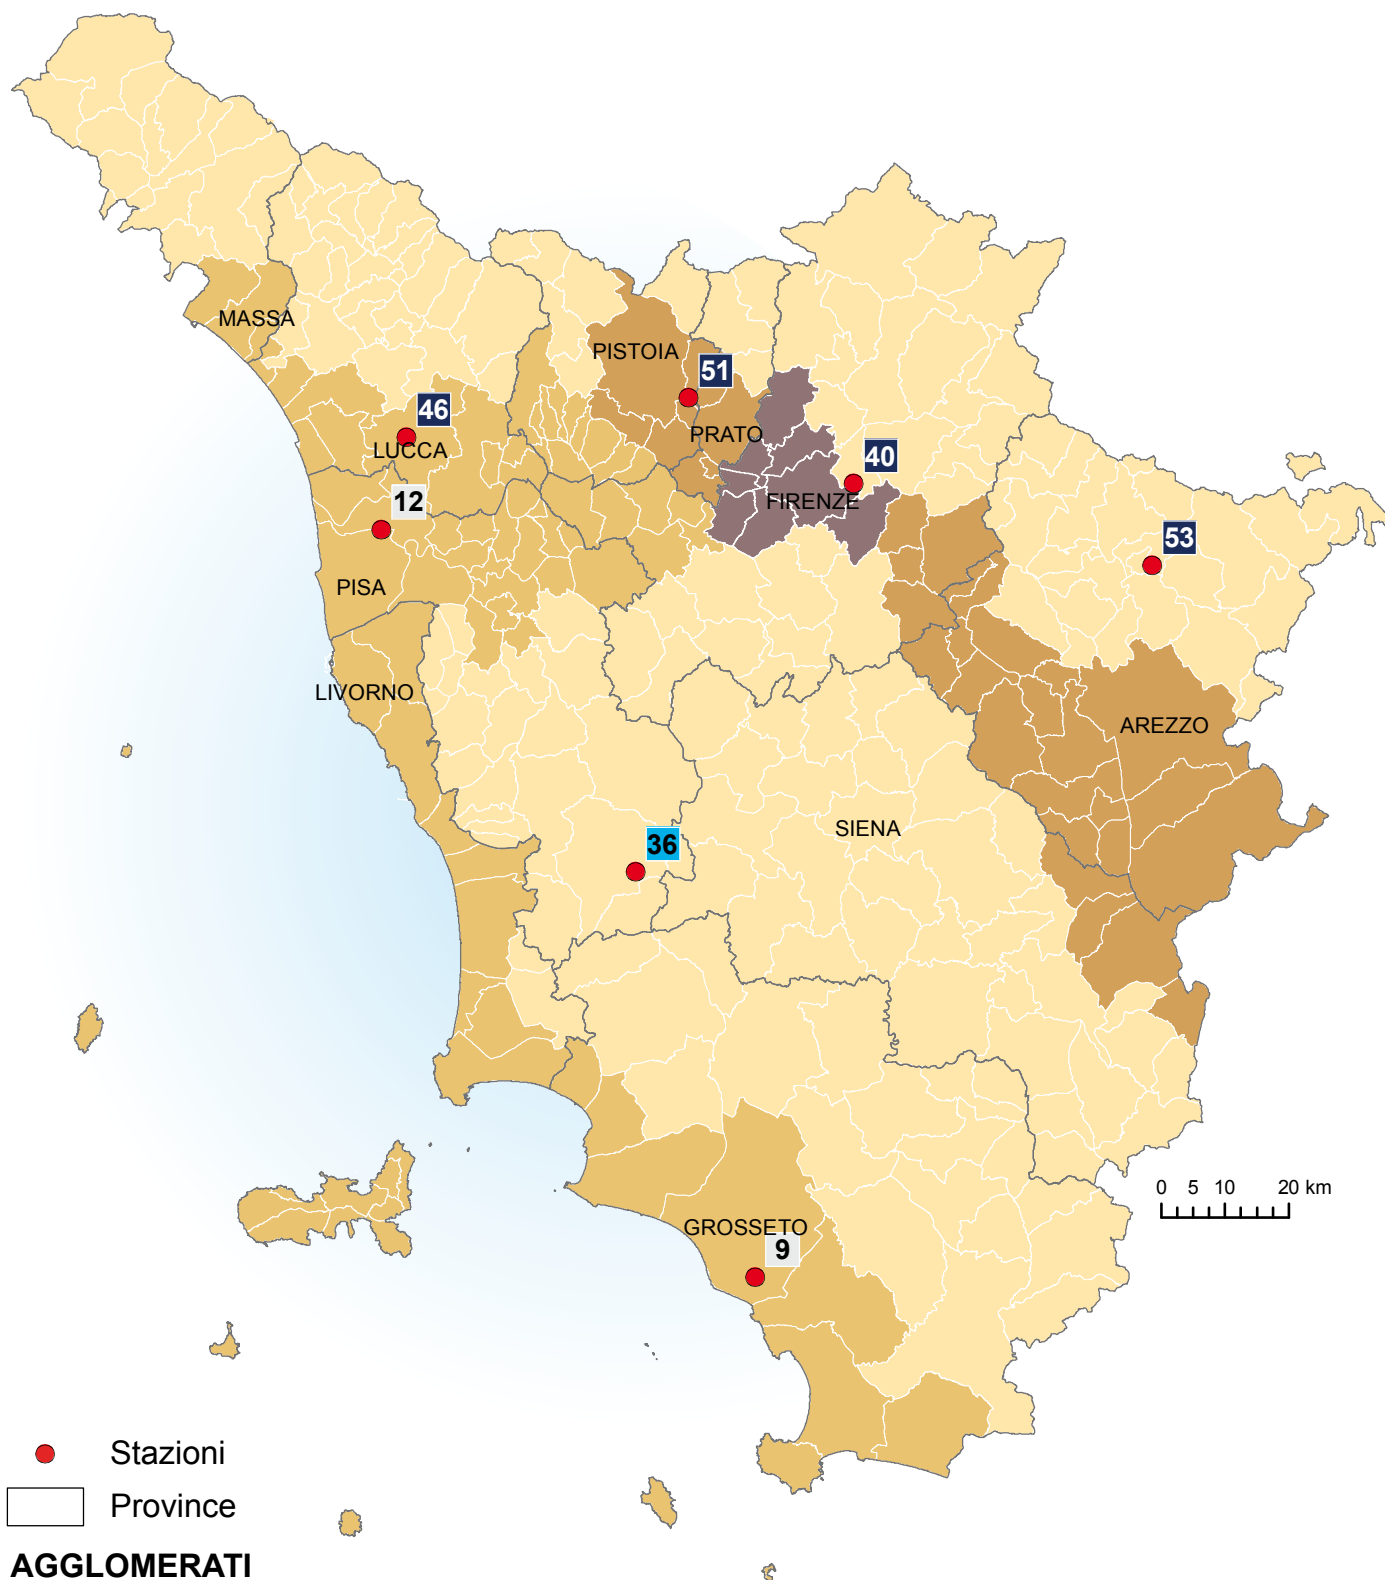 MASSA
PISTOIA
51
46
PRATO
LUCCA
40
12
FIRENZE
53
PISA
LIVORNO
AREZZO
SIENA
36
0 5 10 20 km
GROSSETO
9
Stazioni
Province
AGGLOMERATI